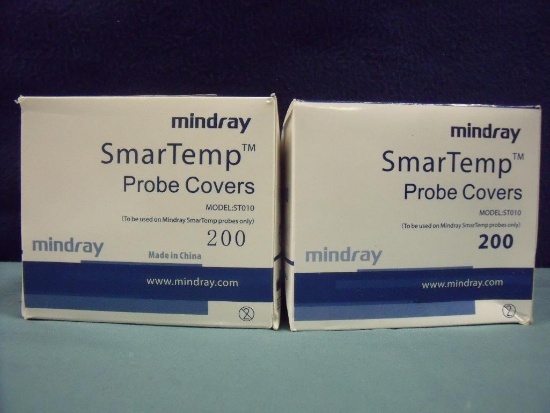 mindray
SmarTemp™
Probe Covers
MODEL:ST010
(To be used on Mindray SmarTemp probes only)
200
mindray
Made in China
www.mindray.com
2
mindray
SmarTemp™
Probe Covers
MODEL:ST010
(To be used on Mindray SmarTemp probes only)
200
mindray
www.mindray.com
2